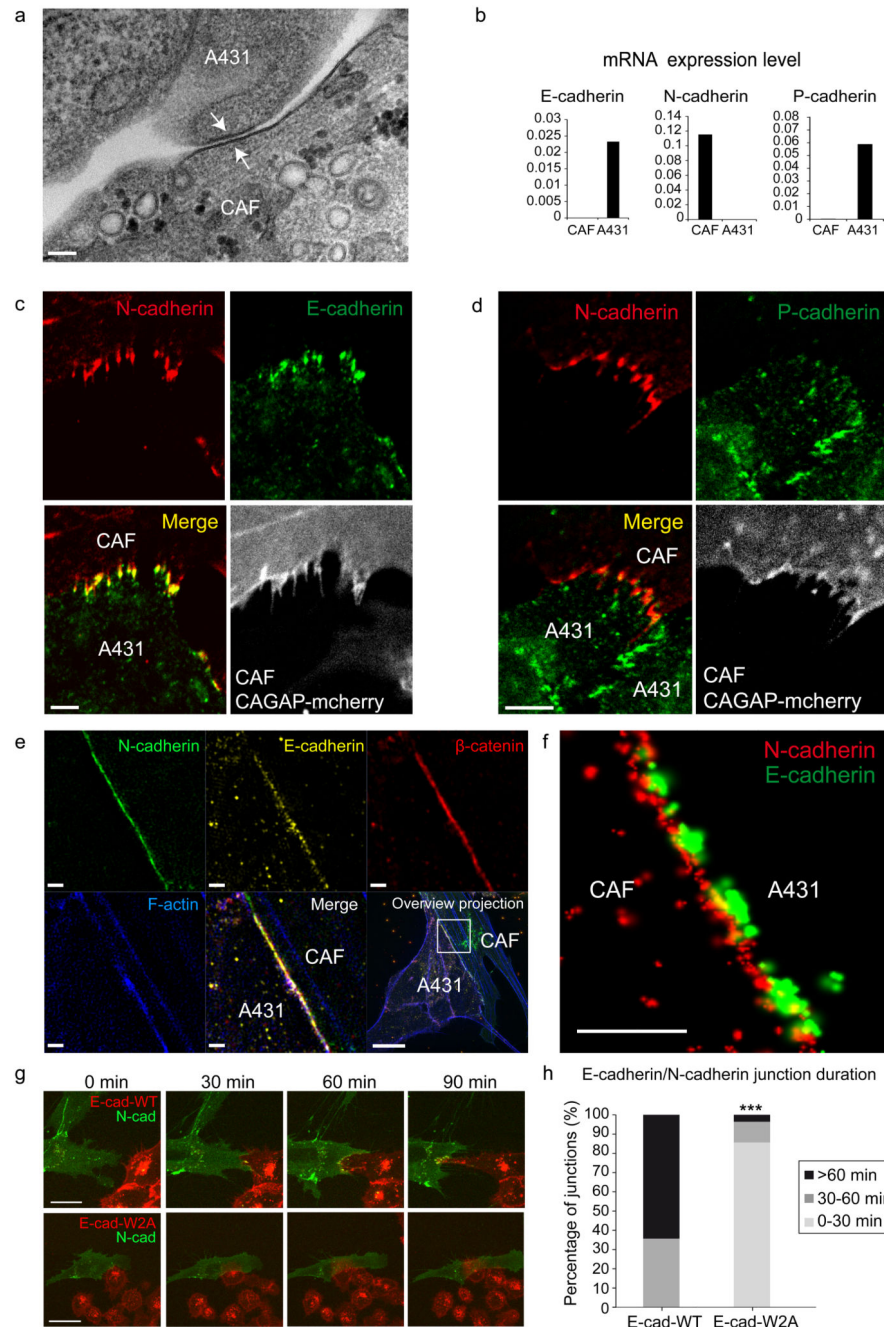 a
A431
CAF
b
mRNA expression level
E-cadherin
0.03
0.025
0.02
0.015
0.01
0.005
0
CAF A431
N-cadherin
0.14
0.12
0.1
0.08
0.06
0.04
0.02
0
CAF A431
P-cadherin
0.08
0.07
0.06
0.05
0.04
0.03
0.02
0.01
0
CAF A431
c
N-cadherin
E-cadherin
Merge
CAF
A431
CAF
CAGAP-mcherry
d
N-cadherin
P-cadherin
Merge
CAF
A431
A431
CAF
CAGAP-mcherry
e
N-cadherin
E-cadherin
β-catenin
F-actin
Merge
CAF
A431
Overview projection
CAF
A431
f
N-cadherin
E-cadherin
CAF
A431
g
0 min
30 min
60 min
90 min
E-cad-WT
N-cad
E-cad-W2A
N-cad
h
E-cadherin/N-cadherin junction duration
Percentage of junctions (%)
100
90
80
70
60
50
40
30
20
10
0
***
E-cad-WT
E-cad-W2A
>60 min
30-60 min
0-30 min